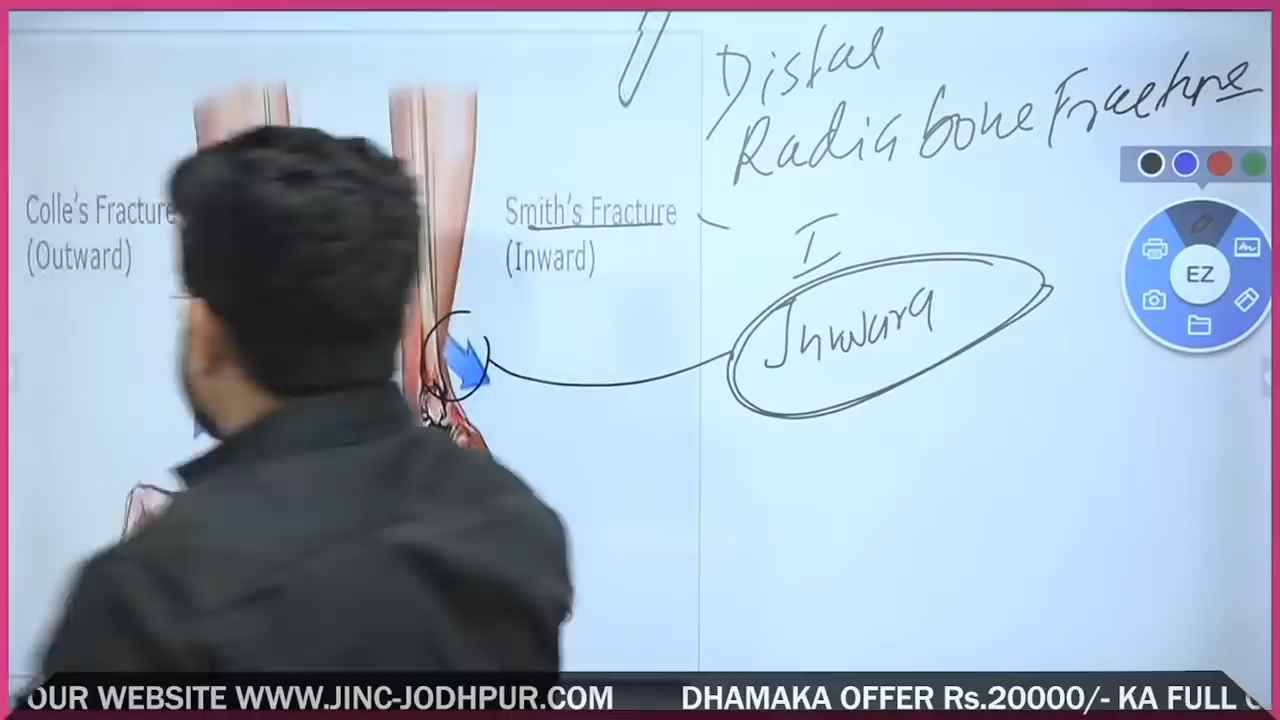 Distal
Radia bone Fracture
Colle's Fracture
(Outward)
Smith's Fracture
(Inward)
I
Inward
EZ
OUR WEBSITE WWW.JINC-JODHPUR.COM DHAMAKA OFFER Rs.20000/- KA FULL